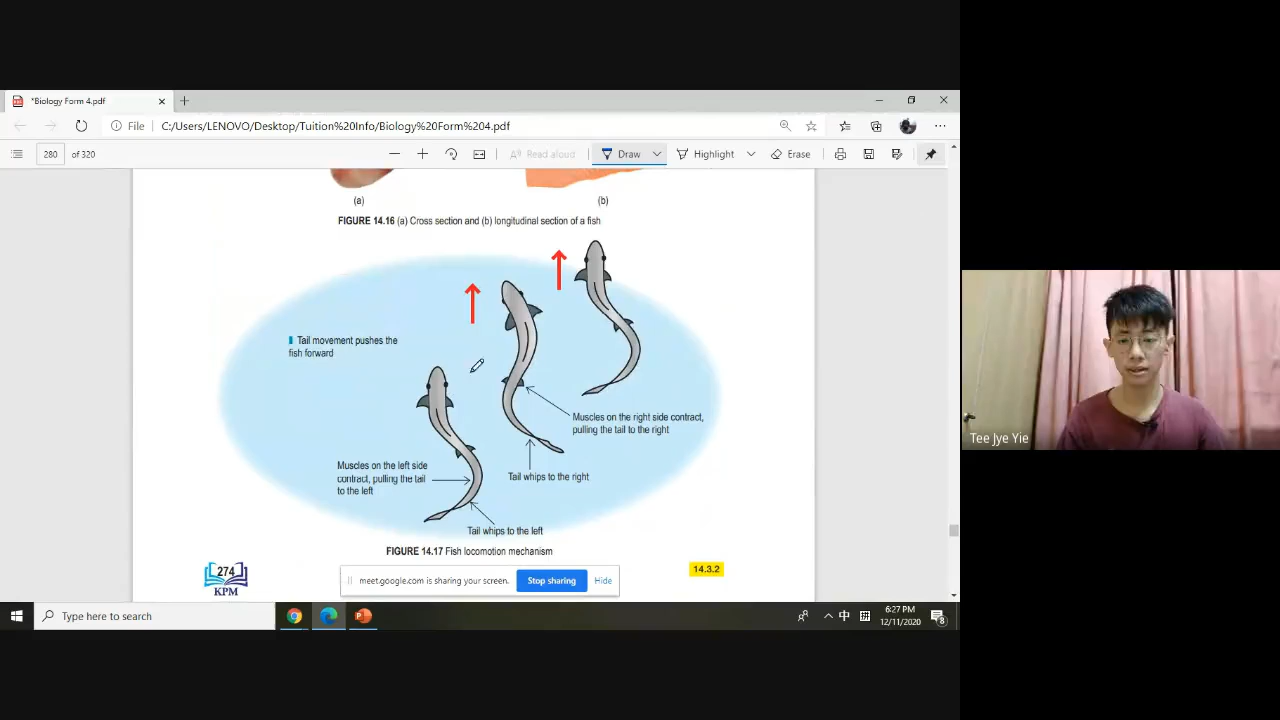 *Biology Form 4.pdf
File C:/Users/LENOVO/Desktop/Tuition%20Info/Biology%20Form%204.pdf
280 of 320 Read aloud Draw Highlight Erase
(a) (b)
FIGURE 14.16 (a) Cross section and (b) longitudinal section of a fish
Tail movement pushes the
fish forward
Muscles on the right side contract,
pulling the tail to the right
Muscles on the left side
contract, pulling the tail
to the left
Tail whips to the right
Tail whips to the left
FIGURE 14.17 Fish locomotion mechanism
274
KPM
14.3.2
meet.google.com is sharing your screen. Stop sharing Hide
Type here to search
中
6:27 PM
12/11/2020
8
Tee Jye Yie